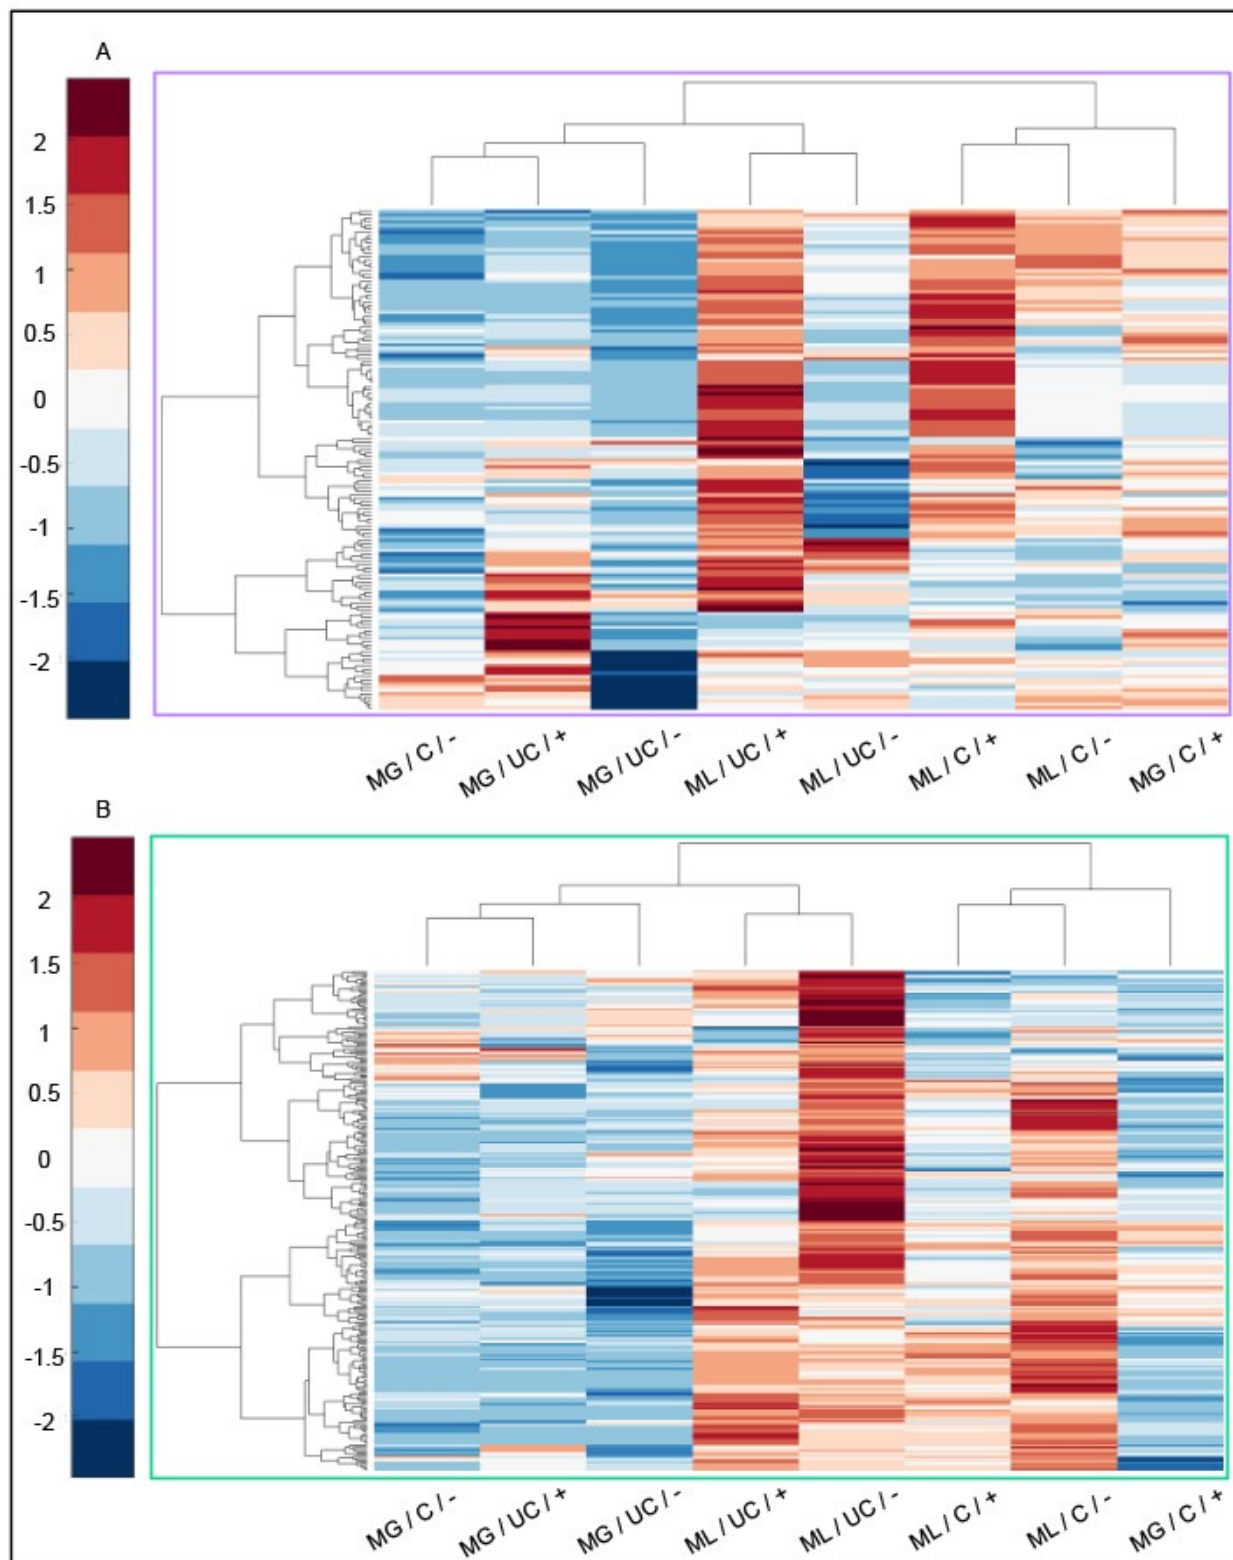 A
2
1.5
1
0.5
0
-0.5
-1
-1.5
-2
MG / C / -
MG / UC / +
MG / UC / -
ML / UC / +
ML / UC / -
ML / C / +
ML / C / -
MG / C / +
B
2
1.5
1
0.5
0
-0.5
-1
-1.5
-2
MG / C / -
MG / UC / +
MG / UC / -
ML / UC / +
ML / UC / -
ML / C / +
ML / C / -
MG / C / +